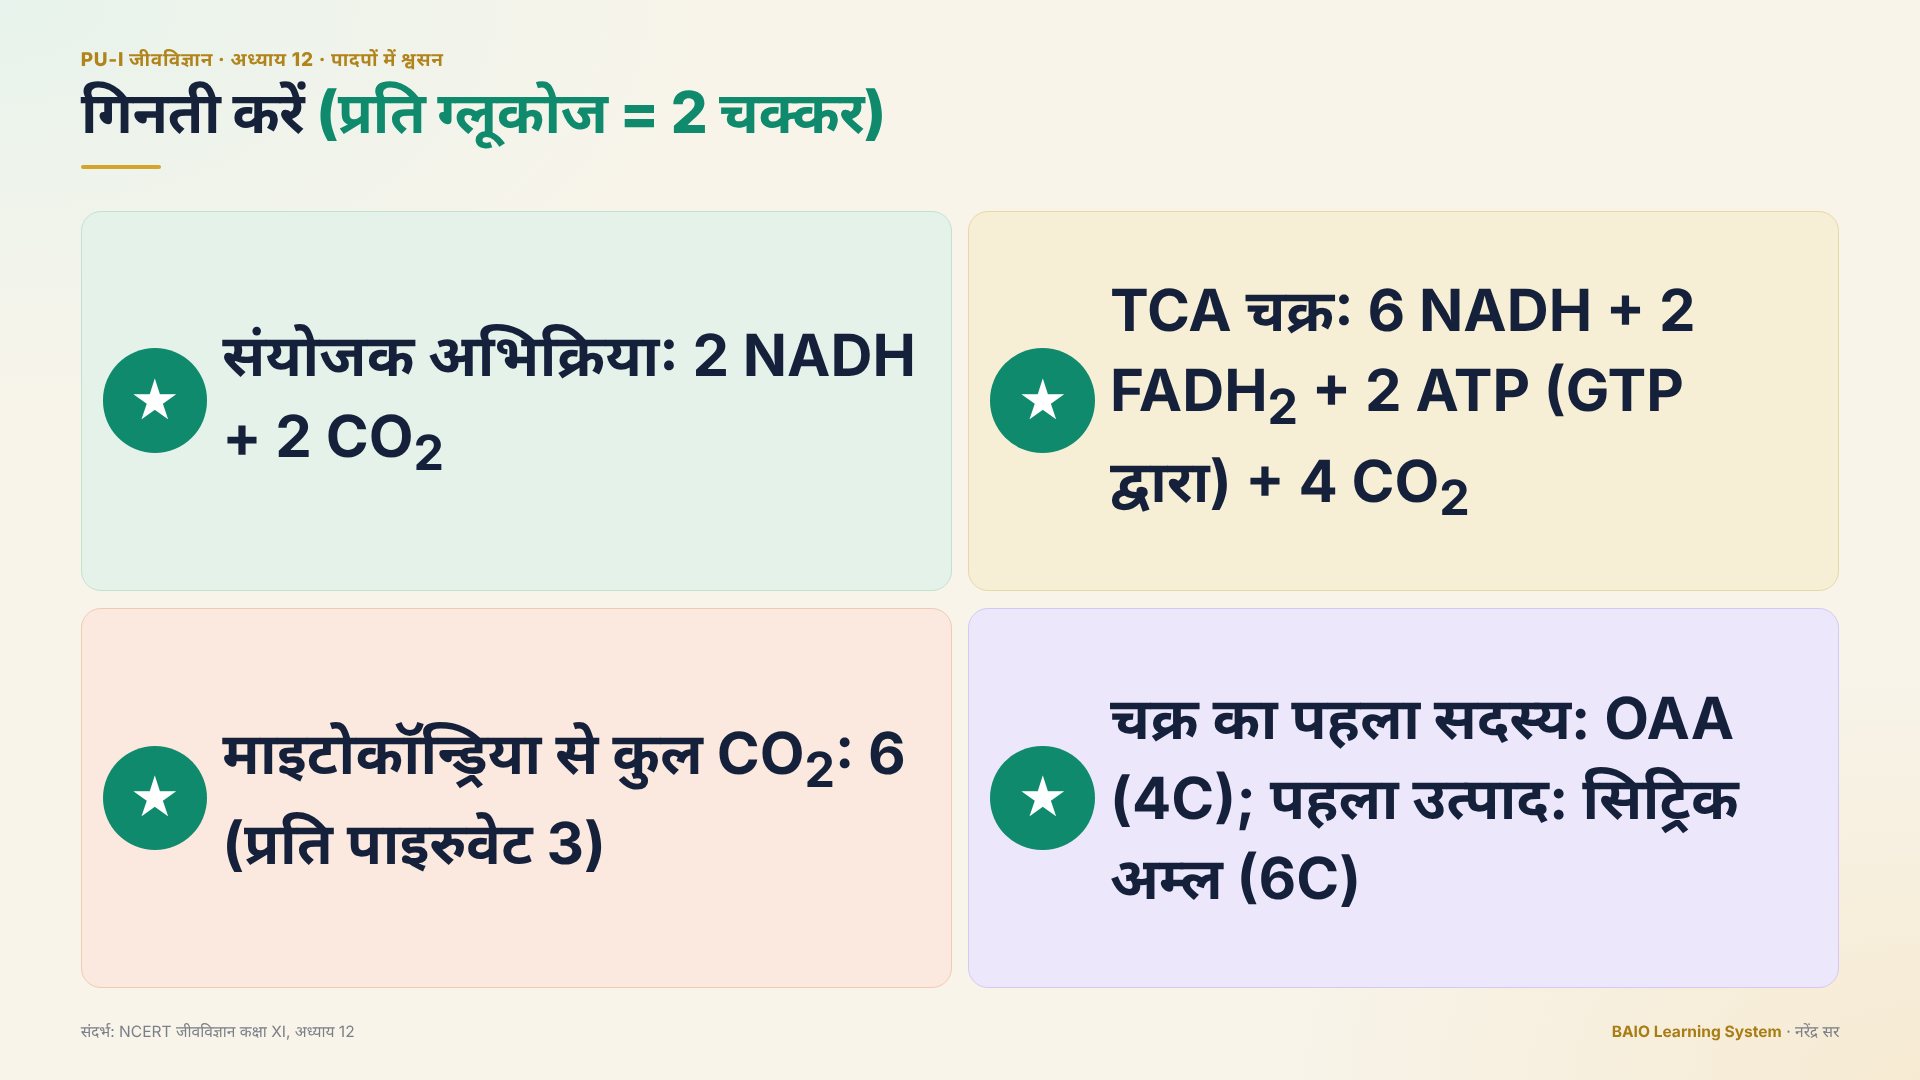 PU-I जीवविज्ञान · अध्याय 12 · पादपों में श्वसन
गिनती करें (प्रति ग्लूकोज = 2 चक्कर)
संयोजक अभिक्रिया: 2 NADH
+ 2 CO₂
TCA चक्र: 6 NADH + 2
FADH₂ + 2 ATP (GTP
द्वारा) + 4 CO₂
माइटोकॉन्ड्रिया से कुल CO₂: 6
(प्रति पाइरुवेट 3)
चक्र का पहला सदस्य: OAA
(4C); पहला उत्पाद: सिट्रिक
अम्ल (6C)
संदर्भ: NCERT जीवविज्ञान कक्षा XI, अध्याय 12
BAIO Learning System · नरेंद्र सर